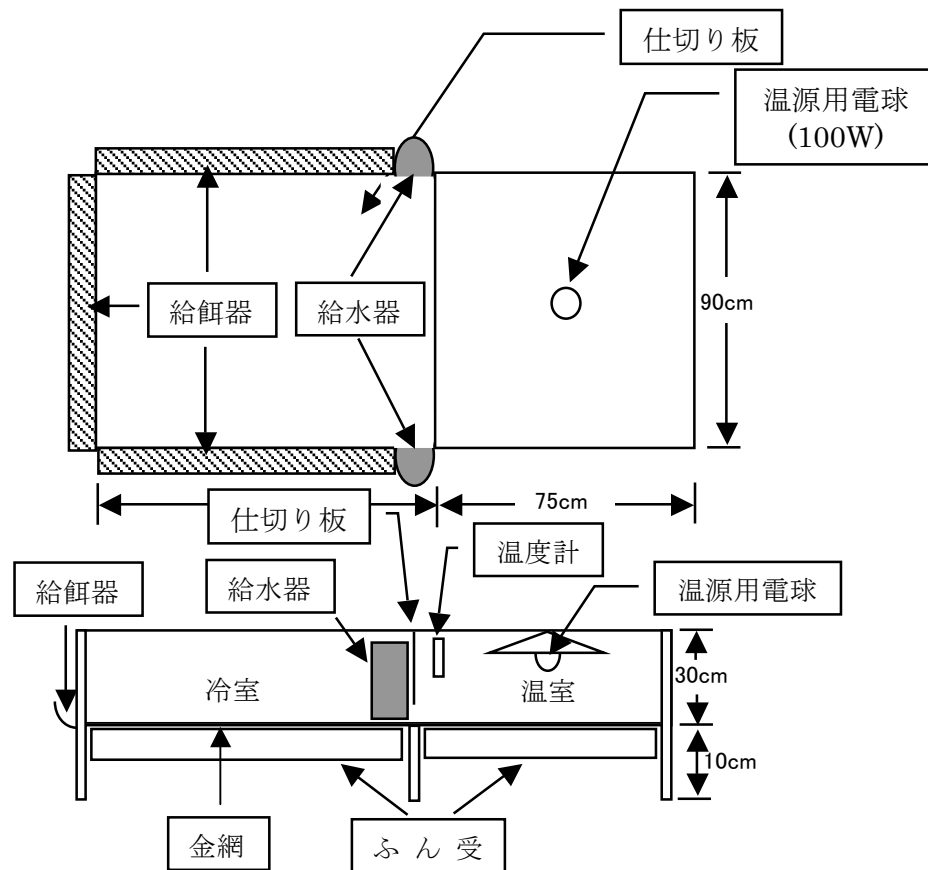 仕切り板
温源用電球
(100W)
給餌器
給水器
90cm
仕切り板
75cm
温度計
給餌器
給水器
温源用電球
冷室
温室
30cm
10cm
金網
ふ ん 受